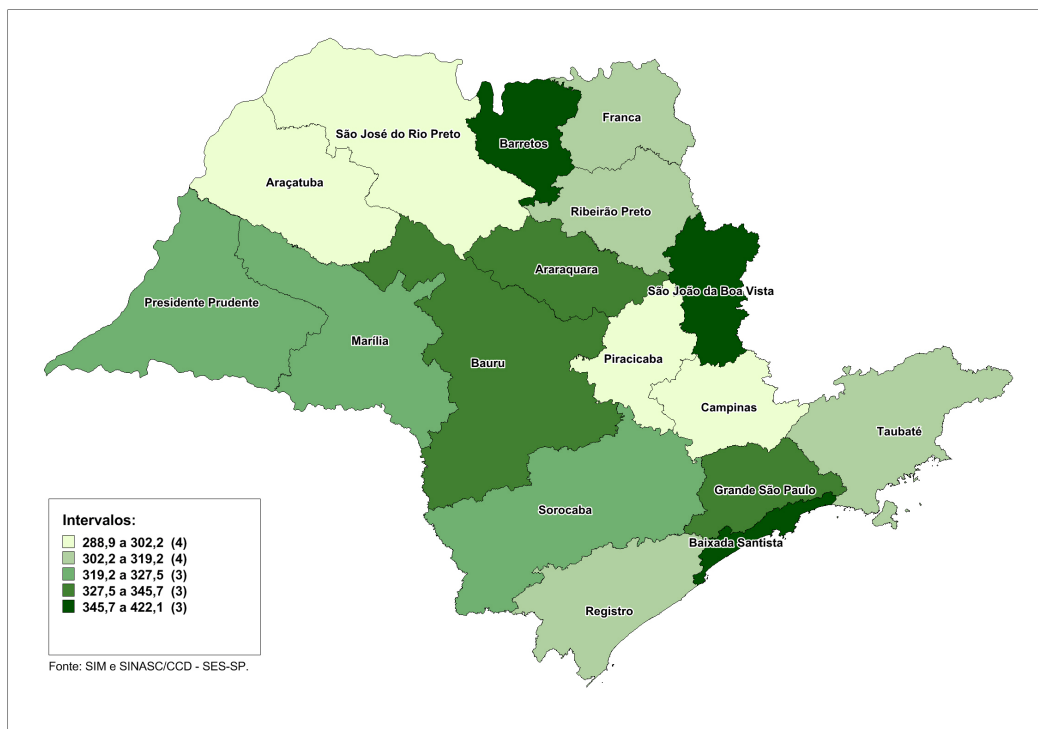 Franca
São José do Rio Preto
Barretos
Araçatuba
Ribeirão Preto
Araraquara
São João da Boa Vista
Presidente Prudente
Marília
Bauru
Piracicaba
Campinas
Taubaté
Grande São Paulo
Sorocaba
Baixada Santista
Registro
Intervalos:
288,9 a 302,2 (4)
302,2 a 319,2 (4)
319,2 a 327,5 (3)
327,5 a 345,7 (3)
345,7 a 422,1 (3)
Fonte: SIM e SINASC/CCD - SES-SP.